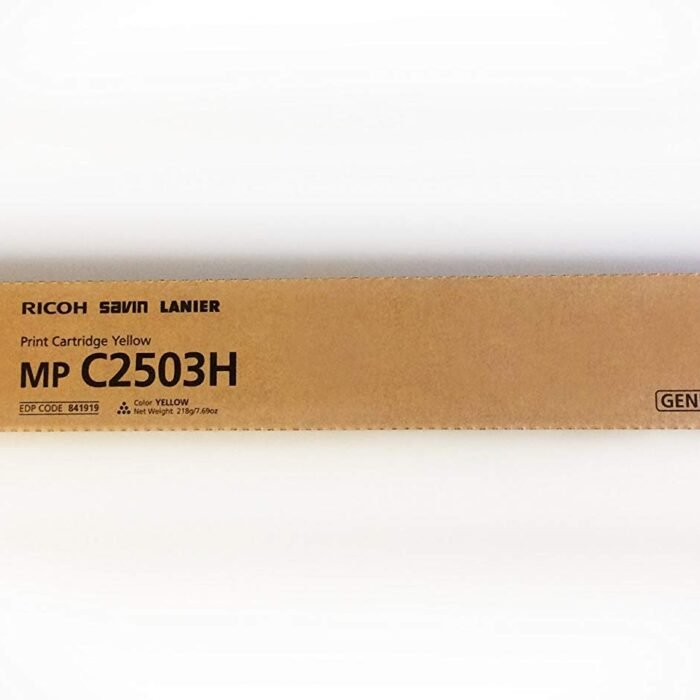 RICOH savin LANIER
Print Cartridge Yellow
MP C2503H
EDP CODE 841919
Color YELLOW
Net Weight 218g/7.69oz
GEN